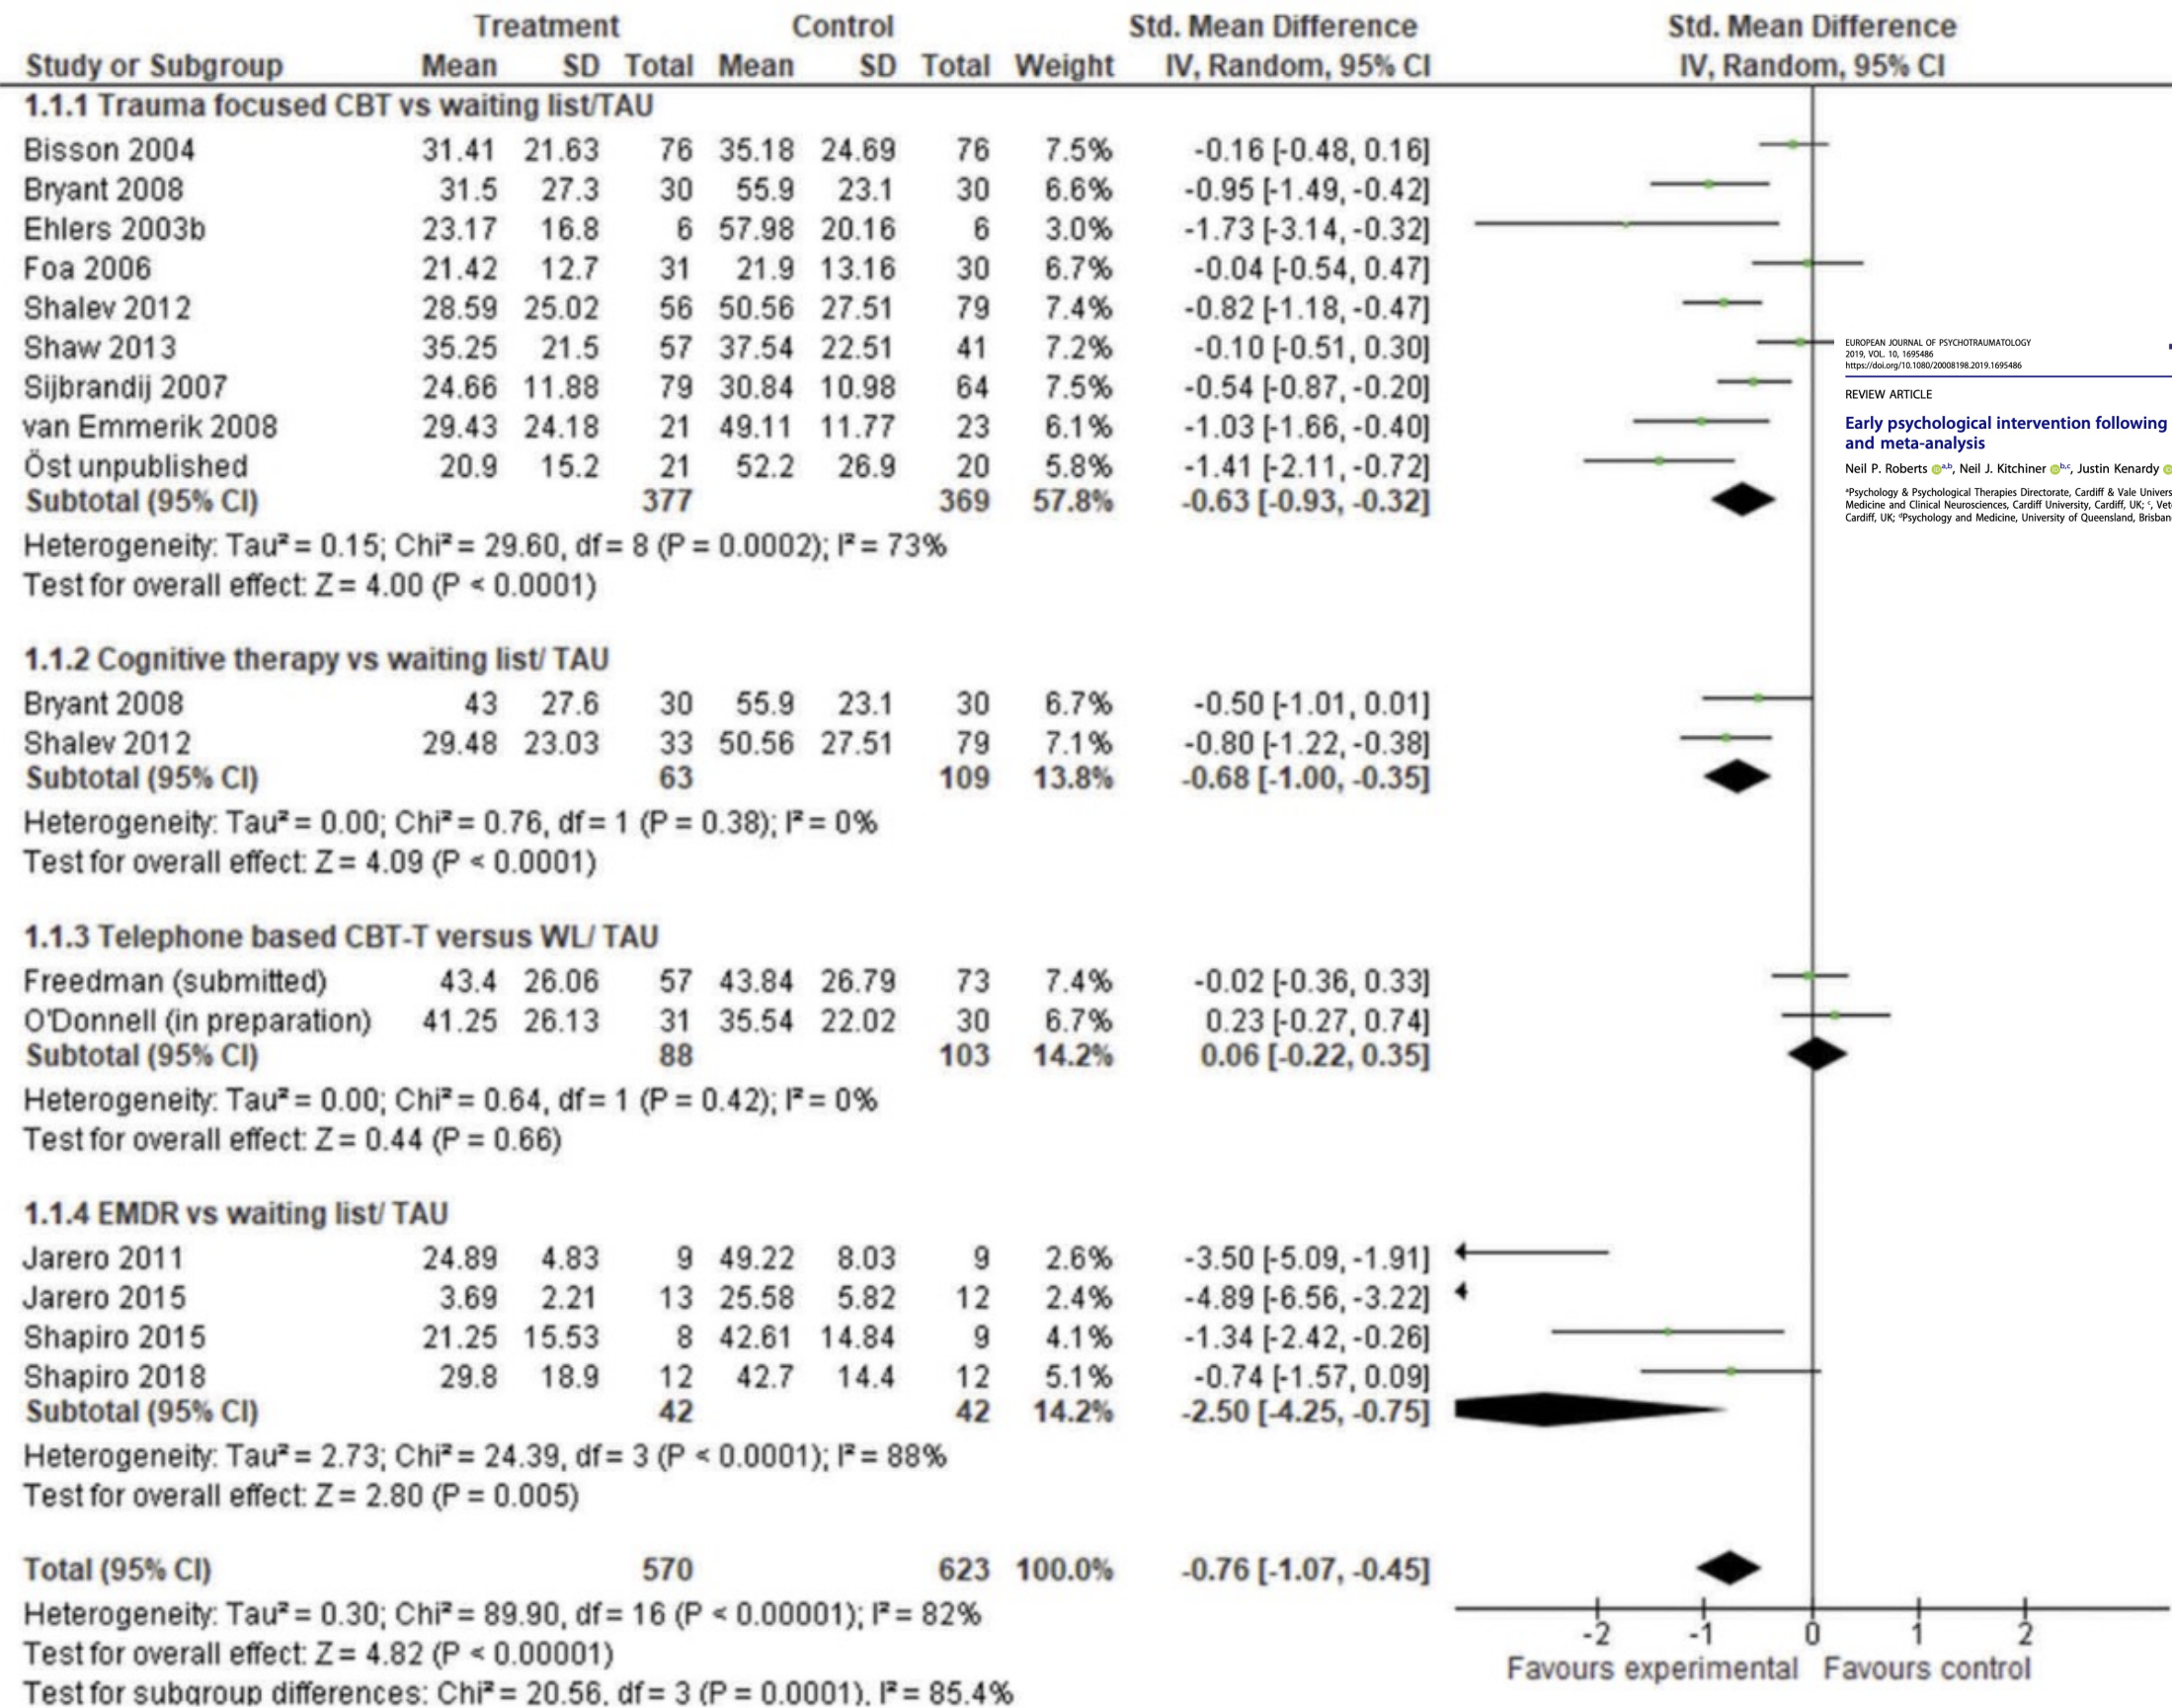 Treatment Control Std. Mean Difference Std. Mean Difference
Study or Subgroup Mean SD Total Mean SD Total Weight IV, Random, 95% CI IV, Random, 95% CI
1.1.1 Trauma focused CBT vs waiting list/TAU
Bisson 2004 31.41 21.63 76 35.18 24.69 76 7.5% -0.16 [-0.48, 0.16]
Bryant 2008 31.5 27.3 30 55.9 23.1 30 6.6% -0.95 [-1.49, -0.42]
Ehlers 2003b 23.17 16.8 6 57.98 20.16 6 3.0% -1.73 [-3.14, -0.32]
Foa 2006 21.42 12.7 31 21.9 13.16 30 6.7% -0.04 [-0.54, 0.47]
Shalev 2012 28.59 25.02 56 50.56 27.51 79 7.4% -0.82 [-1.18, -0.47]
Shaw 2013 35.25 21.5 57 37.54 22.51 41 7.2% -0.10 [-0.51, 0.30]
Sijbrandij 2007 24.66 11.88 79 30.84 10.98 64 7.5% -0.54 [-0.87, -0.20]
van Emmerik 2008 29.43 24.18 21 49.11 11.77 23 6.1% -1.03 [-1.66, -0.40]
Öst unpublished 20.9 15.2 21 52.2 26.9 20 5.8% -1.41 [-2.11, -0.72]
Subtotal (95% CI) 377 369 57.8% -0.63 [-0.93, -0.32]
Heterogeneity: Tau² = 0.15; Chi² = 29.60, df = 8 (P = 0.0002); I² = 73%
Test for overall effect: Z = 4.00 (P < 0.0001)
EUROPEAN JOURNAL OF PSYCHOTRAUMATOLOGY
2019, VOL. 10, 1695486
https://doi.org/10.1080/20008198.2019.1695486
REVIEW ARTICLE
Early psychological intervention following
and meta-analysis
Neil P. Roberts a,b, Neil J. Kitchiner b,c, Justin Kenardy
aPsychology & Psychological Therapies Directorate, Cardiff & Vale Univers
Medicine and Clinical Neurosciences, Cardiff University, Cardiff, UK; c, Vet
Cardiff, UK; dPsychology and Medicine, University of Queensland, Brisban
1.1.2 Cognitive therapy vs waiting list/ TAU
Bryant 2008 43 27.6 30 55.9 23.1 30 6.7% -0.50 [-1.01, 0.01]
Shalev 2012 29.48 23.03 33 50.56 27.51 79 7.1% -0.80 [-1.22, -0.38]
Subtotal (95% CI) 63 109 13.8% -0.68 [-1.00, -0.35]
Heterogeneity: Tau² = 0.00; Chi² = 0.76, df = 1 (P = 0.38); I² = 0%
Test for overall effect: Z = 4.09 (P < 0.0001)
1.1.3 Telephone based CBT-T versus WL/ TAU
Freedman (submitted) 43.4 26.06 57 43.84 26.79 73 7.4% -0.02 [-0.36, 0.33]
O'Donnell (in preparation) 41.25 26.13 31 35.54 22.02 30 6.7% 0.23 [-0.27, 0.74]
Subtotal (95% CI) 88 103 14.2% 0.06 [-0.22, 0.35]
Heterogeneity: Tau² = 0.00; Chi² = 0.64, df = 1 (P = 0.42); I² = 0%
Test for overall effect: Z = 0.44 (P = 0.66)
1.1.4 EMDR vs waiting list/ TAU
Jarero 2011 24.89 4.83 9 49.22 8.03 9 2.6% -3.50 [-5.09, -1.91]
Jarero 2015 3.69 2.21 13 25.58 5.82 12 2.4% -4.89 [-6.56, -3.22]
Shapiro 2015 21.25 15.53 8 42.61 14.84 9 4.1% -1.34 [-2.42, -0.26]
Shapiro 2018 29.8 18.9 12 42.7 14.4 12 5.1% -0.74 [-1.57, 0.09]
Subtotal (95% CI) 42 42 14.2% -2.50 [-4.25, -0.75]
Heterogeneity: Tau² = 2.73; Chi² = 24.39, df = 3 (P < 0.0001); I² = 88%
Test for overall effect: Z = 2.80 (P = 0.005)
Total (95% CI) 570 623 100.0% -0.76 [-1.07, -0.45]
Heterogeneity: Tau² = 0.30; Chi² = 89.90, df = 16 (P < 0.00001); I² = 82%
Test for overall effect: Z = 4.82 (P < 0.00001)
Test for subgroup differences: Chi² = 20.56, df = 3 (P = 0.0001), I² = 85.4%
-2 -1 0 1 2
Favours experimental Favours control